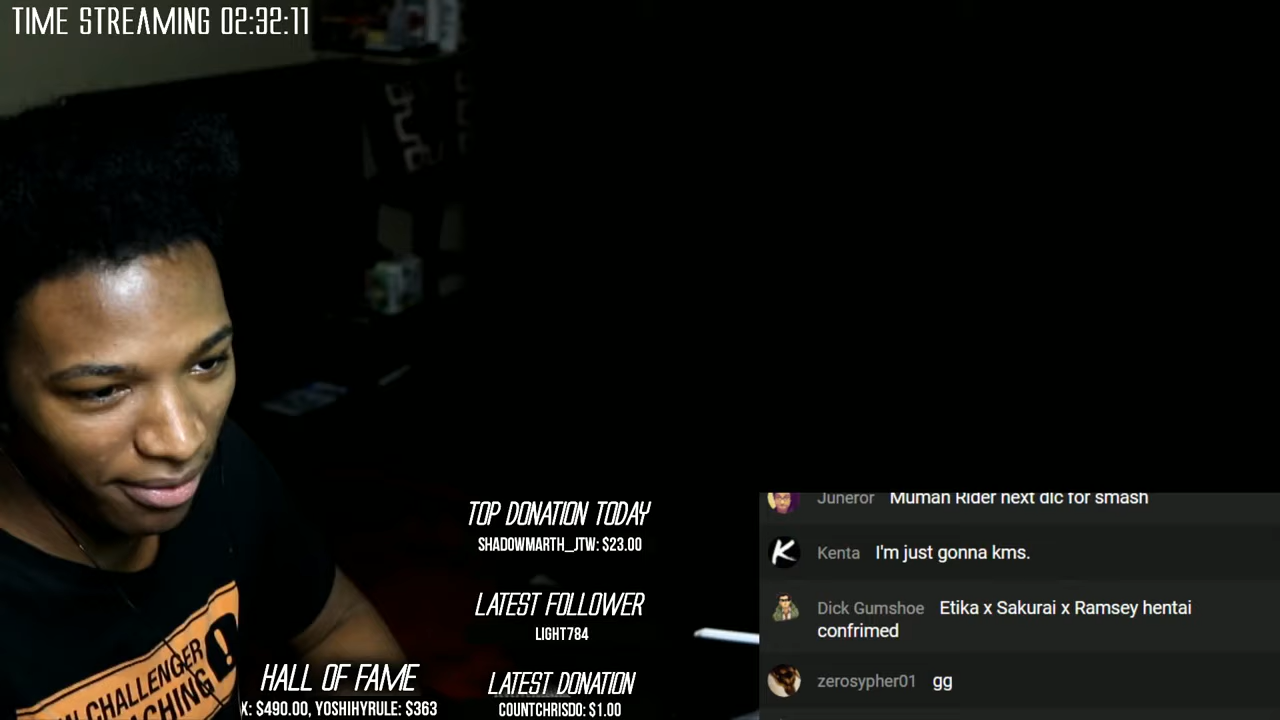 TIME STREAMING 02:32:11
TOP DONATION TODAY
SHADOWMARTH_JTW: $23.00
LATEST FOLLOWER
LIGHT784
LATEST DONATION
COUNTCHRISDO: $1.00
HALL OF FAME
X: $490.00, YOSHIHYRULE: $363
CHALLENGER
Juneror Muman Rider next dlc for smash
Kenta I'm just gonna kms.
Dick Gumshoe Etika x Sakurai x Ramsey hentai
confrimed
zerosypher01 gg